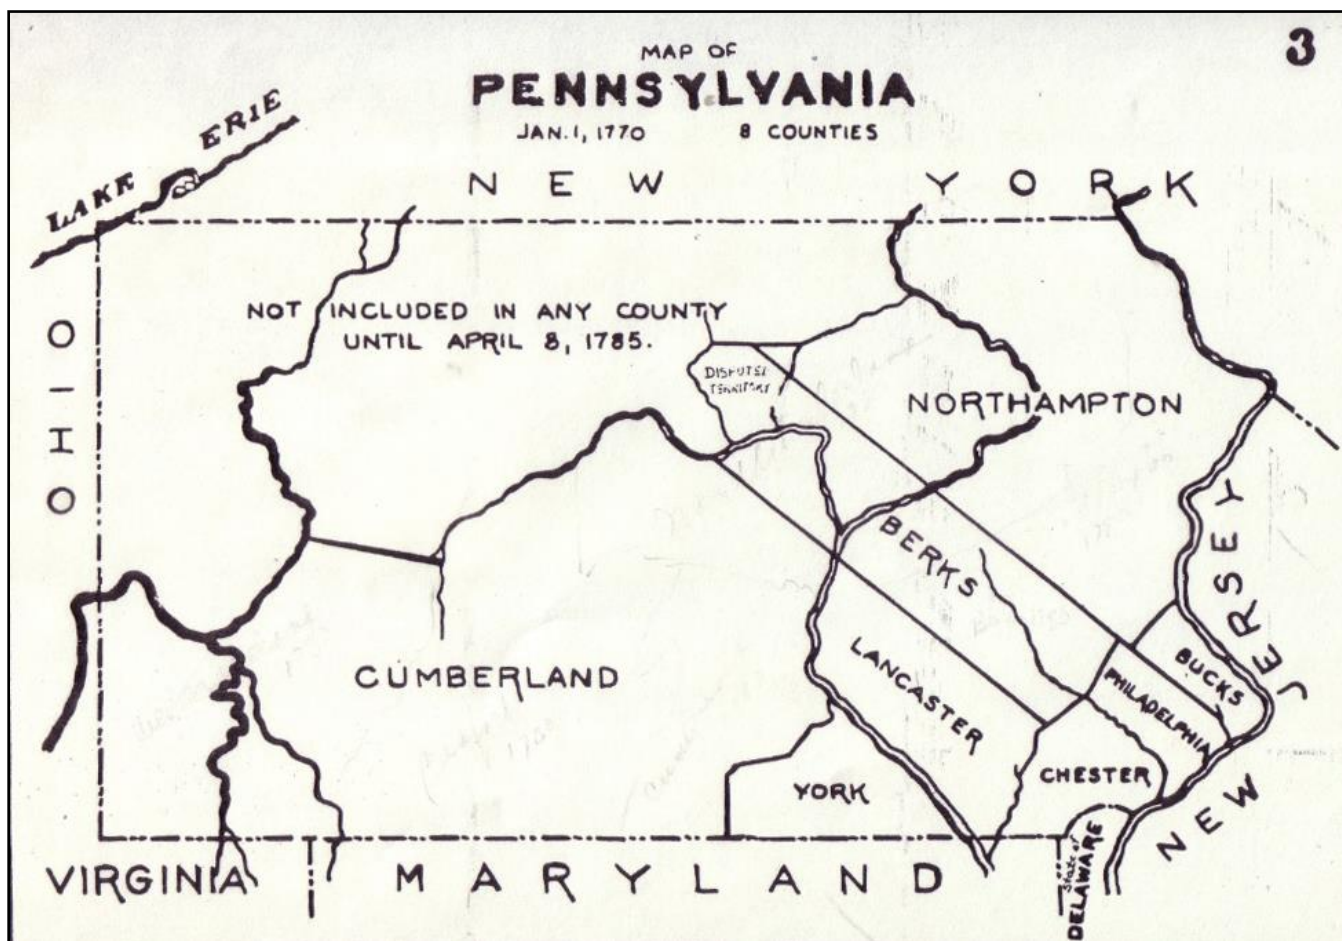 3
MAP OF
PENNSYLVANIA
JAN. 1, 1770 8 COUNTIES
LAKE ERIE
NEW YORK
OHIO
NOT INCLUDED IN ANY COUNTY
UNTIL APRIL 8, 1785.
DISPUTED
TERRITORY
NORTHAMPTON
BERKS
NEW JERSEY
CUMBERLAND
LANCASTER
BUCKS
PHILADELPHIA
CHESTER
YORK
VIRGINIA
MARYLAND
State of
DELAWARE